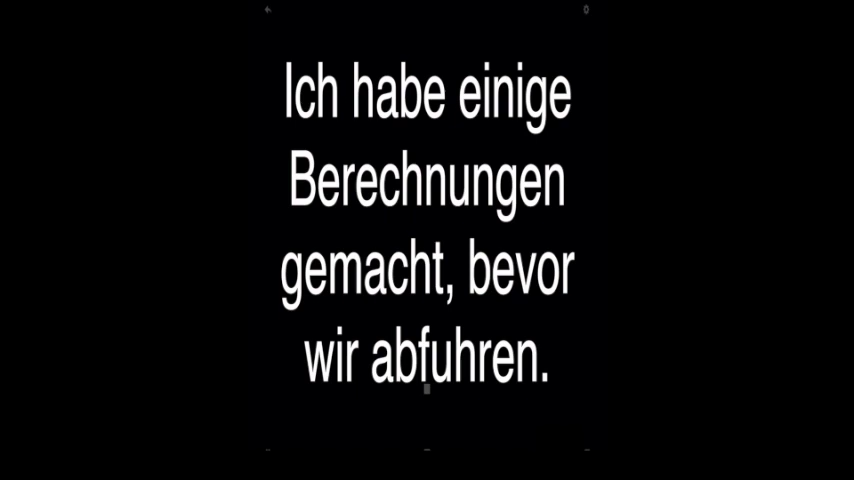 Ich habe einige
Berechnungen
gemacht, bevor
wir abfuhren.